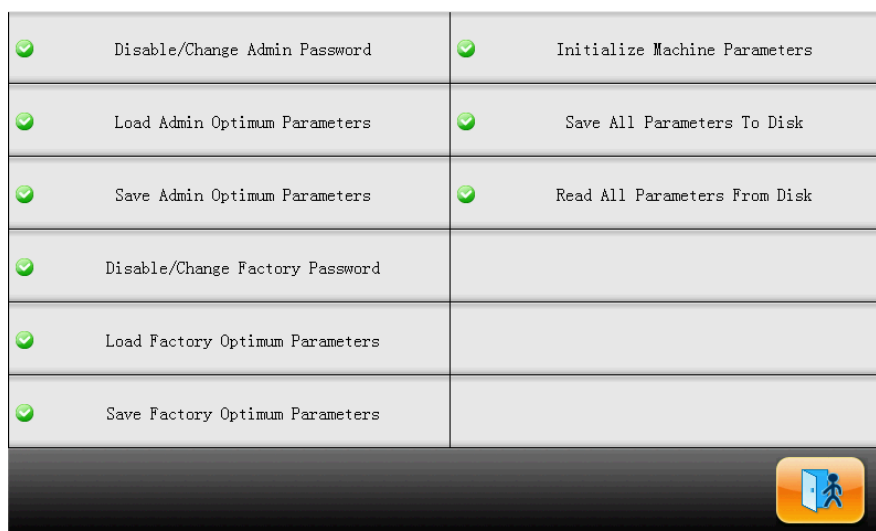 Disable/Change Admin Password
Initialize Machine Parameters
Load Admin Optimum Parameters
Save All Parameters To Disk
Save Admin Optimum Parameters
Read All Parameters From Disk
Disable/Change Factory Password
Load Factory Optimum Parameters
Save Factory Optimum Parameters